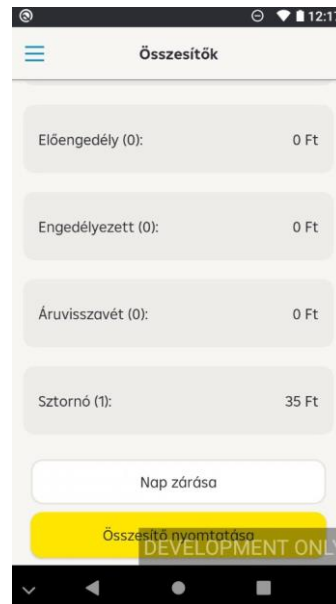 12:17
Összesítők
Előengedély (0): 0 Ft
Engedélyezett (0): 0 Ft
Áruvisszavét (0): 0 Ft
Sztornó (1): 35 Ft
Nap zárása
Összesítő nyomtatása
DEVELOPMENT ONLY